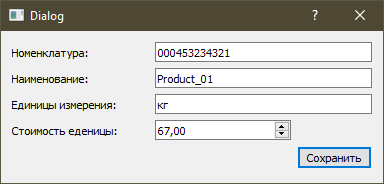 Dialog
Номенклатура: 000453234321
Наименование: Product_01
Единицы измерения: кг
Стоимость еденицы: 67,00
Сохранить